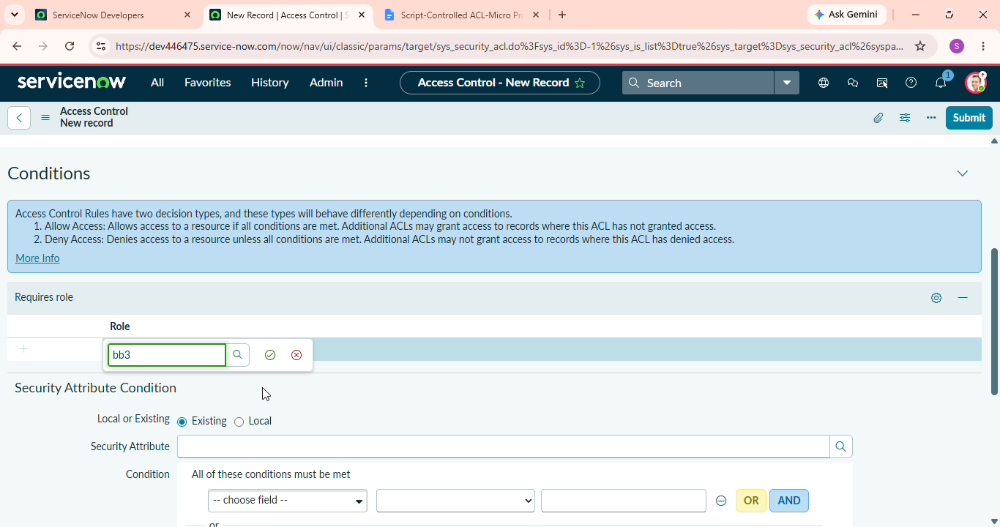 ServiceNow Developers
New Record | Access Control | S
Script-Controlled ACL-Micro Pr
Ask Gemini
https://dev446475.service-now.com/now/nav/ui/classic/params/target/sys_security_acl.do%3Fsys_id%3D-1%26sys_is_list%3Dtrue%26sys_target%3Dsys_security_acl%26syspa...
S
servicenow
All
Favorites
History
Admin
Access Control - New Record
Search
1
Access Control
New record
Submit
Conditions
Access Control Rules have two decision types, and these types will behave differently depending on conditions.
1. Allow Access: Allows access to a resource if all conditions are met. Additional ACLs may grant access to records where this ACL has not granted access.
2. Deny Access: Denies access to a resource unless all conditions are met. Additional ACLs may not grant access to records where this ACL has denied access.
More Info
Requires role
Role
bb3
Security Attribute Condition
Local or Existing
Existing
Local
Security Attribute
Condition
All of these conditions must be met
-- choose field --
OR
AND
or